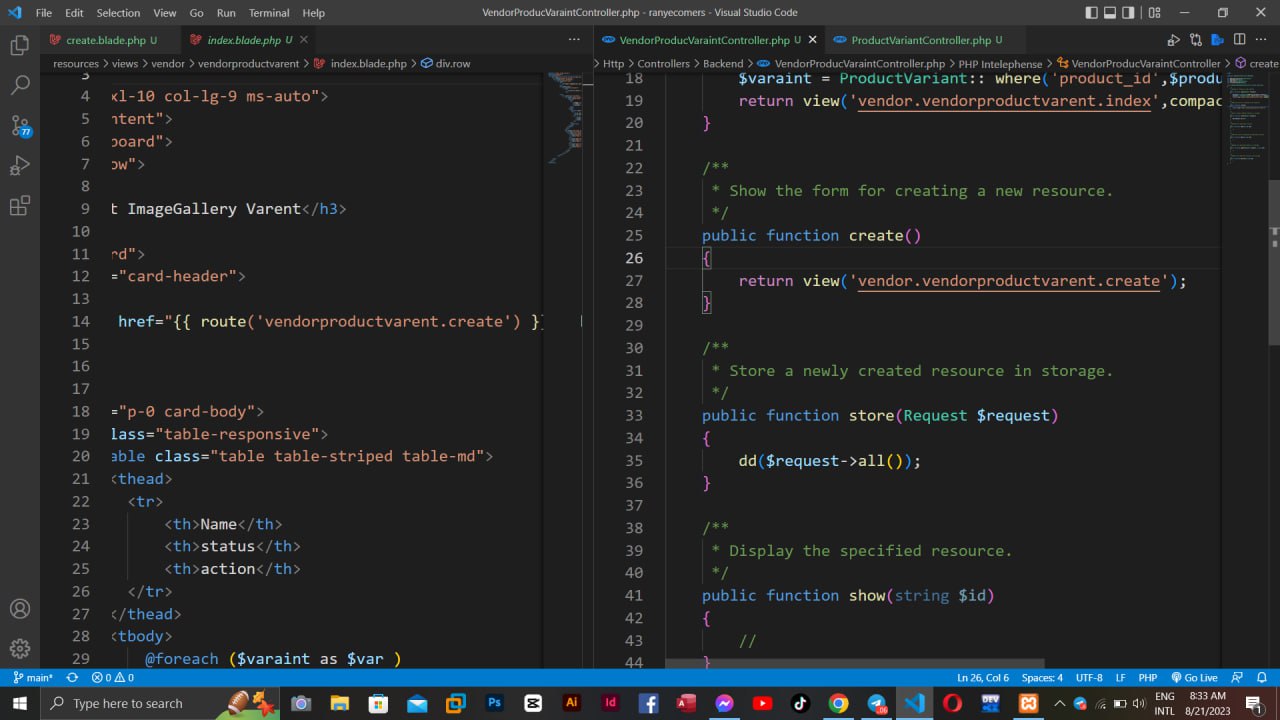 File Edit Selection View Go Run Terminal Help VendorProducVaraintController.php - ranyecomers - Visual Studio Code
create.blade.php U index.blade.php U
resources > views > vendor > vendorproductvarent > index.blade.php > div.row
3
4 xl-10 col-lg-9 ms-auto">
5 ntent">
6 board">
7 ow">
8
9 t ImageGallery Varent</h3>
10
11 rd">
12 ="card-header">
13
14 href="{{ route('vendorproductvarent.create') }}
15
16
17
18 ="p-0 card-body">
19 lass="table-responsive">
20 able class="table table-striped table-md">
21 <thead>
22 <tr>
23 <th>Name</th>
24 <th>status</th>
25 <th>action</th>
26 </tr>
27 </thead>
28 <tbody>
29 @foreach ($varaint as $var )
VendorProducVaraintController.php U ProductVariantController.php U
> Http > Controllers > Backend > VendorProducVaraintController.php > PHP Intelephense > VendorProducVaraintController > create
18 $varaint = ProductVariant:: where('product_id',$produ
19 return view('vendor.vendorproductvarent.index',compac
20 }
21
22 /**
23 * Show the form for creating a new resource.
24 */
25 public function create()
26 {
27 return view('vendor.vendorproductvarent.create');
28 }
29
30 /**
31 * Store a newly created resource in storage.
32 */
33 public function store(Request $request)
34 {
35 dd($request->all());
36 }
37
38 /**
39 * Display the specified resource.
40 */
41 public function show(string $id)
42 {
43 //
44 }
77
main* 0 0 Ln 26, Col 6 Spaces: 4 UTF-8 LF PHP Go Live
Type here to search
Ps Ai Id DEV
ENG
INTL
8:33 AM
8/21/2023
1